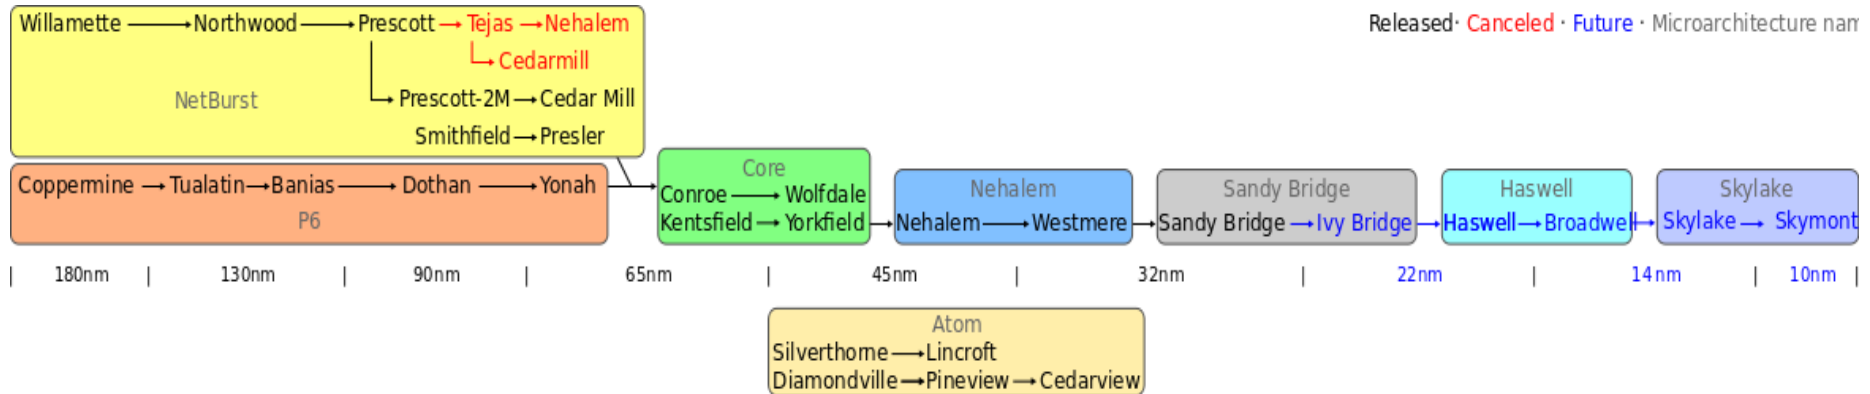 Willamette Northwood Prescott Tejas Nehalem
Released· Canceled · Future · Microarchitecture nam
Cedarmill
NetBurst
Prescott-2M Cedar Mill
Smithfield Presler
Coppermine Tualatin Banias Dothan Yonah
P6
Core
Conroe Wolfdale
Kentsfield Yorkfield
Nehalem
Nehalem Westmere
Sandy Bridge
Sandy Bridge Ivy Bridge
Haswell
Haswell Broadwell
Skylake
Skylake Skymont
| 180nm | 130nm | 90nm | 65nm | 45nm | 32nm | 22nm | 14nm | 10nm |
Atom
Silverthorne Lincroft
Diamondville Pineview Cedarview